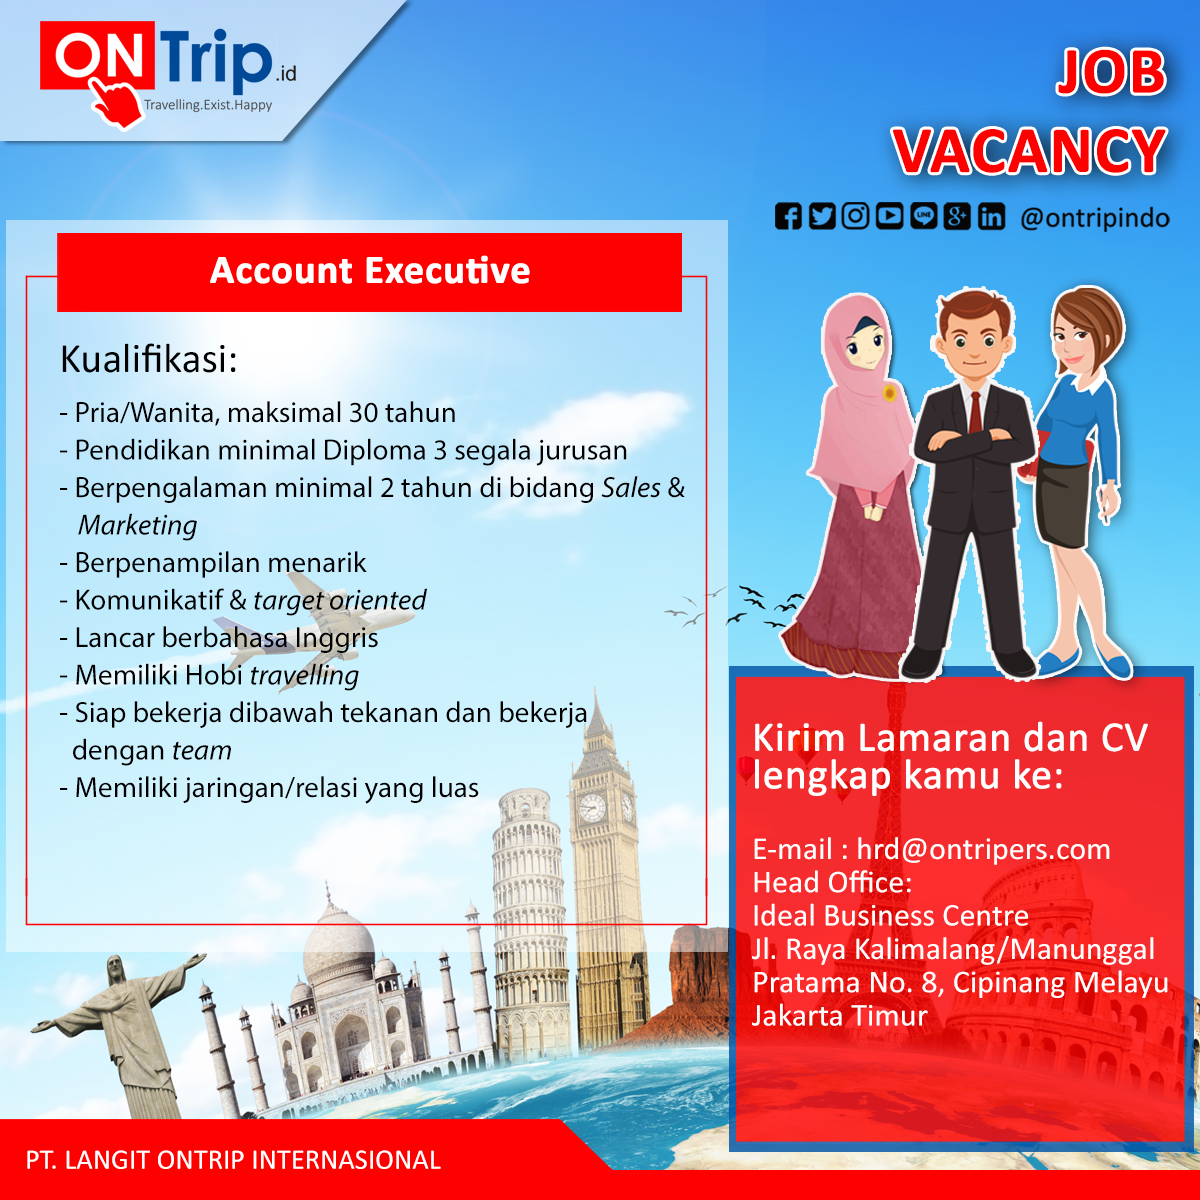 ONTrip.id
Travelling.Exist.Happy
JOB
VACANCY
LINE g+ in @ontripindo
Account Executive
Kualifikasi:
- Pria/Wanita, maksimal 30 tahun
- Pendidikan minimal Diploma 3 segala jurusan
- Berpengalaman minimal 2 tahun di bidang Sales &
Marketing
- Berpenampilan menarik
- Komunikatif & target oriented
- Lancar berbahasa Inggris
- Memiliki Hobi travelling
- Siap bekerja dibawah tekanan dan bekerja
dengan team
- Memiliki jaringan/relasi yang luas
Kirim Lamaran dan CV
lengkap kamu ke:
E-mail : hrd@ontripers.com
Head Office:
Ideal Business Centre
Jl. Raya Kalimalang/Manunggal
Pratama No. 8, Cipinang Melayu
Jakarta Timur
PT. LANGIT ONTRIP INTERNASIONAL